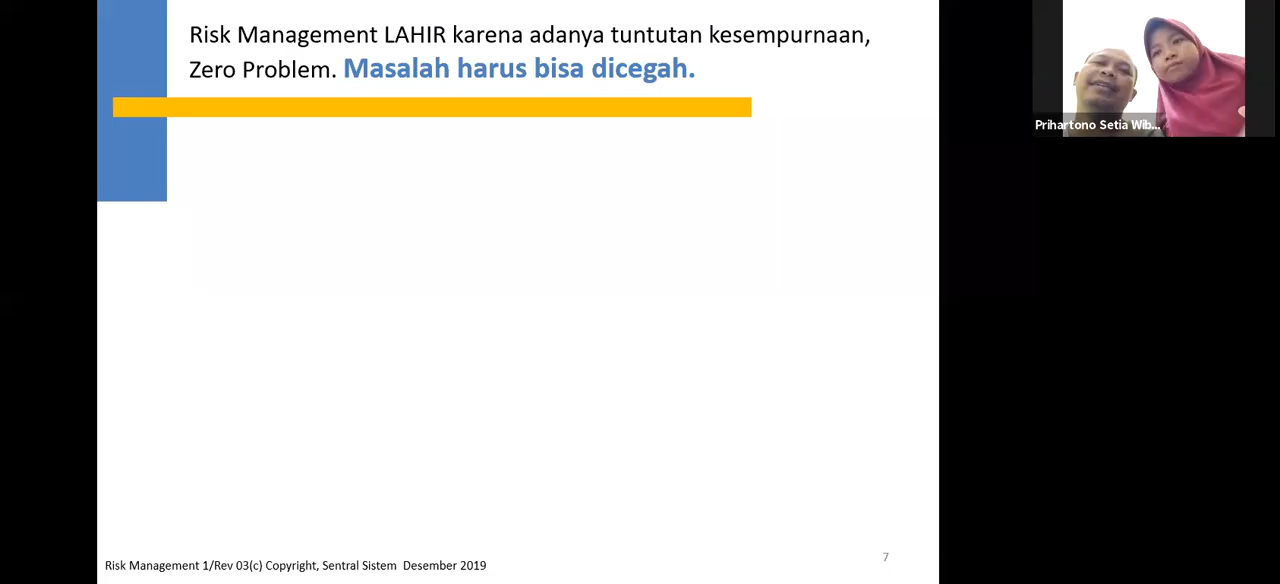 Risk Management LAHIR karena adanya tuntutan kesempurnaan,
Zero Problem. Masalah harus bisa dicegah.
Prihartono Setia Wib...
7
Risk Management 1/Rev 03(c) Copyright, Sentral Sistem  Desember 2019